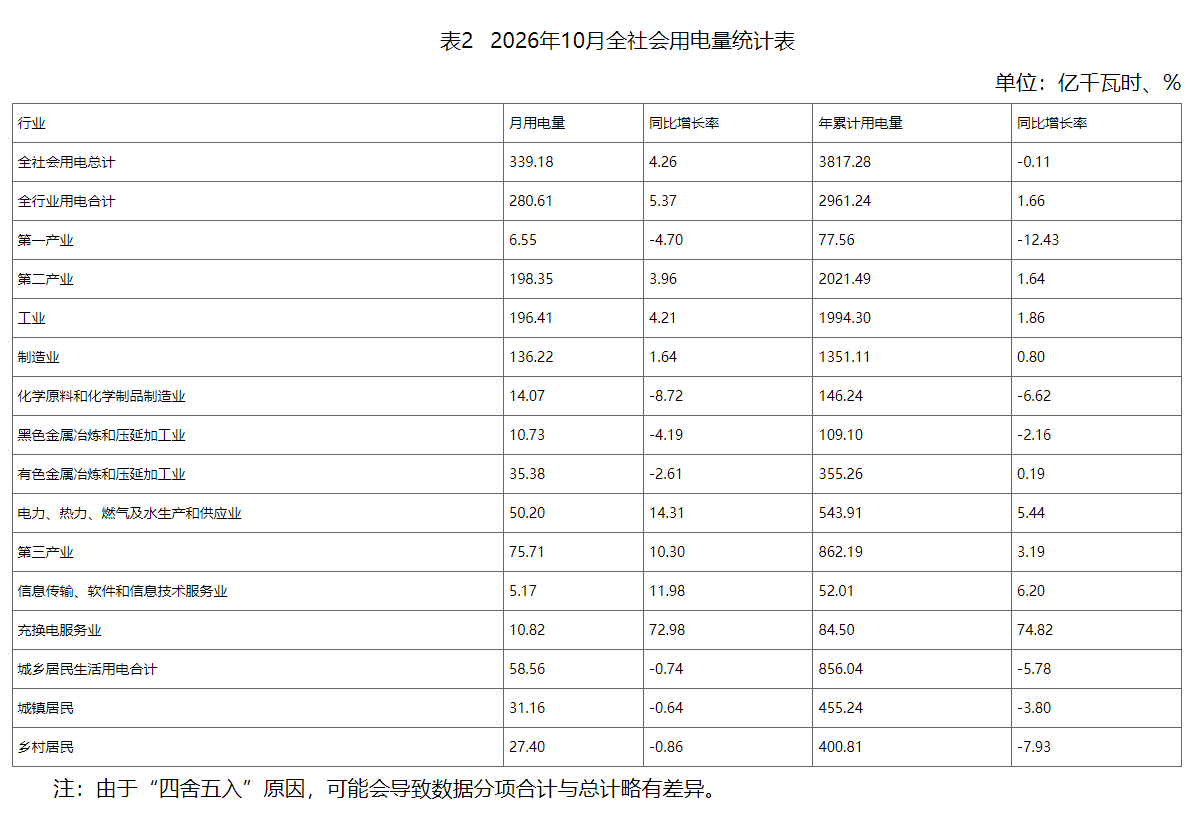 表2 2026年10月全社会用电量统计表
单位：亿千瓦时、%
行业 月用电量 同比增长率 年累计用电量 同比增长率
全社会用电总计 339.18 4.26 3817.28 -0.11
全行业用电合计 280.61 5.37 2961.24 1.66
第一产业 6.55 -4.70 77.56 -12.43
第二产业 198.35 3.96 2021.49 1.64
工业 196.41 4.21 1994.30 1.86
制造业 136.22 1.64 1351.11 0.80
化学原料和化学制品制造业 14.07 -8.72 146.24 -6.62
黑色金属冶炼和压延加工业 10.73 -4.19 109.10 -2.16
有色金属冶炼和压延加工业 35.38 -2.61 355.26 0.19
电力、热力、燃气及水生产和供应业 50.20 14.31 543.91 5.44
第三产业 75.71 10.30 862.19 3.19
信息传输、软件和信息技术服务业 5.17 11.98 52.01 6.20
充换电服务业 10.82 72.98 84.50 74.82
城乡居民生活用电合计 58.56 -0.74 856.04 -5.78
城镇居民 31.16 -0.64 455.24 -3.80
乡村居民 27.40 -0.86 400.81 -7.93
注：由于“四舍五入”原因，可能会导致数据分项合计与总计略有差异。